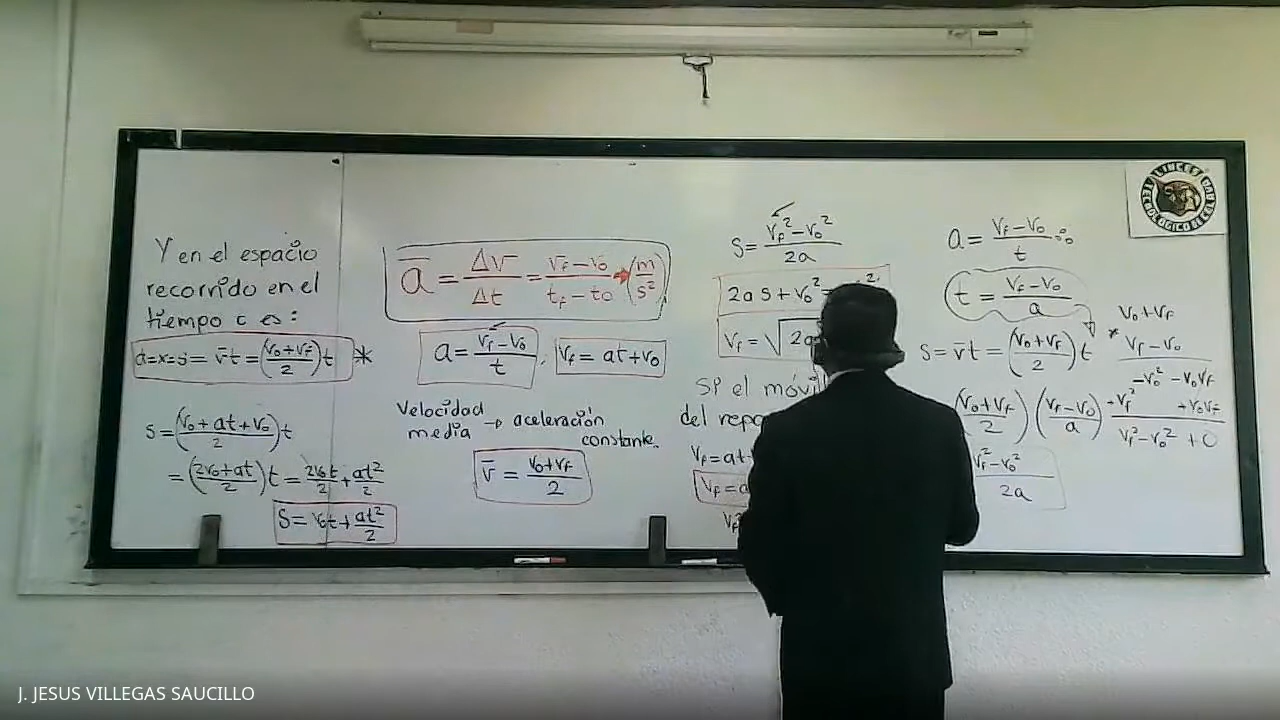 Y en el espacio
recorrido en el
tiempo
es:
d=x=s= v̄t =((v₀+v_F)/2)t *
s=((v₀+at+v₀)/2)t
=((2v₀+at)/2)t = 2v₀t/2 + at²/2
S=v₀t+at²/2
ā = Δv/Δt = (v_F-v₀)/(t_F-t₀) → (m/s²)
a = (v_F-v₀)/t , v_F = at+v₀
Velocidad media → aceleración
constante.
v̄ = (v₀+v_F)/2
S = (v_F²-v₀²)/2a
2as+v₀²
v_F = √2a
Si el móvil
del repo
v_F=at
v_F=a
a = (v_F-v₀)/t ∴
t = (v_F-v₀)/a
s = v̄t = ((v₀+v_F)/2)t
((v₀+v_F)/2)((v_F-v₀)/a)
(v_F²-v₀²)/2a
v₀+v_F
* v_F-v₀
-v₀² - v₀v_F
+v_F² +v₀v_F
v_F²-v₀² +0
LINCES
TECNOLÓGICO
J. JESUS VILLEGAS SAUCILLO